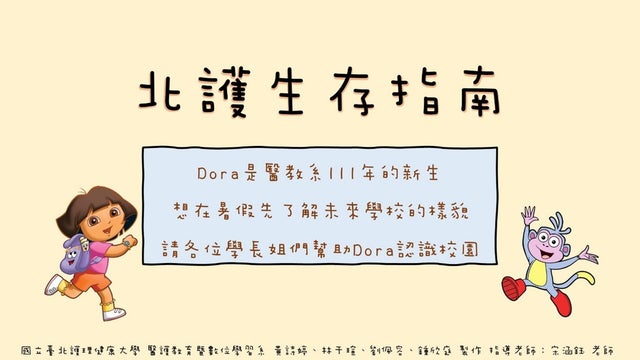 北護生存指南
Dora是醫教系111年的新生
想在暑假先了解未來學校的樣貌
請各位學長姐們幫助Dora認識校園
國立臺北護理健康大學 醫護教育暨數位學習系 黃詩婷、林于瑄、劉佩容、鍾欣庭 製作 指導老師：宋涵鈺 老師